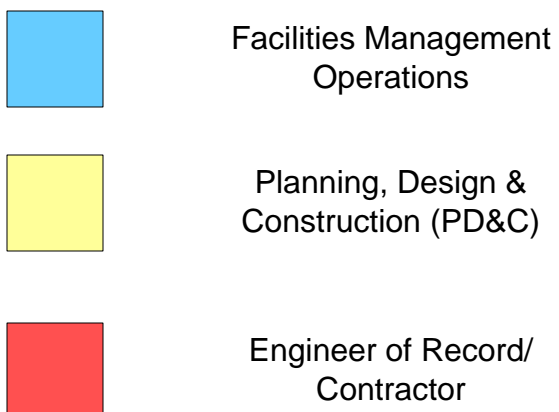 Facilities Management
Operations
Planning, Design &
Construction (PD&C)
Engineer of Record/
Contractor